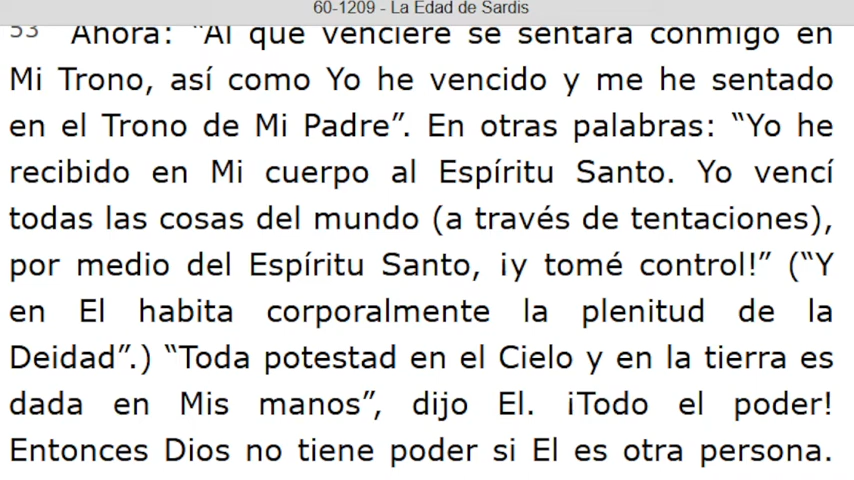 60-1209 - La Edad de Sardis
53 Ahora: “Al que venciere se sentará conmigo en
Mi Trono, así como Yo he vencido y me he sentado
en el Trono de Mi Padre”. En otras palabras: “Yo he
recibido en Mi cuerpo al Espíritu Santo. Yo vencí
todas las cosas del mundo (a través de tentaciones),
por medio del Espíritu Santo, ¡y tomé control!” (“Y
en El habita corporalmente la plenitud de la
Deidad”.) “Toda potestad en el Cielo y en la tierra es
dada en Mis manos”, dijo El. ¡Todo el poder!
Entonces Dios no tiene poder si El es otra persona.